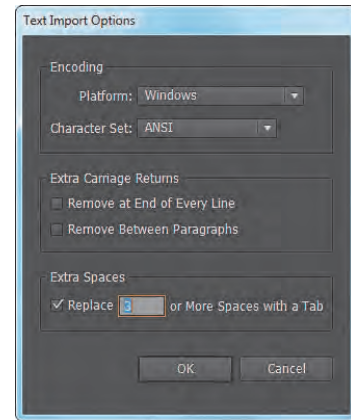 Text Import Options
Encoding
Platform: Windows
Character Set: ANSI
Extra Carriage Returns
Remove at End of Every Line
Remove Between Paragraphs
Extra Spaces
Replace 3 or More Spaces with a Tab
OK Cancel